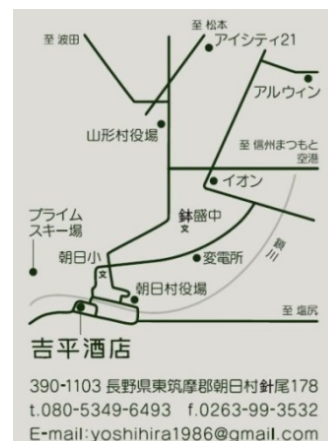 至 松本
至 波田
アイシティ21
アルウィン
山形村役場
至 信州まつもと
空港
イオン
鉢盛中
文
プライム
スキー場
朝日小
文
変電所
鎖川
朝日村役場
至 塩尻
吉平酒店
390-1103 長野県東筑摩郡朝日村針尾178
t.080-5349-6493 f.0263-99-3532
E-mail:yoshihira1986@gmail.com